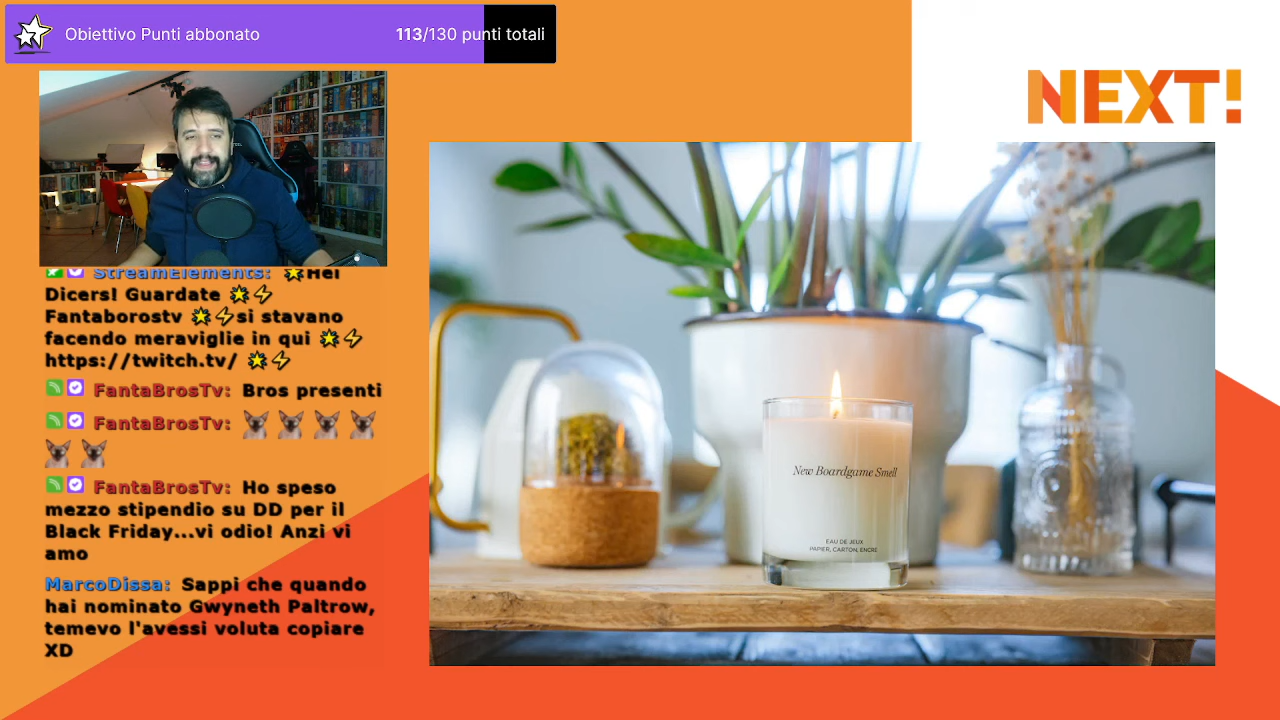 Obiettivo Punti abbonato
113/130 punti totali
NEXT!
StreamElements: Hei
Dicers! Guardate
Fantaborostv si stavano
facendo meraviglie in qui
https://twitch.tv/
FantaBrosTv: Bros presenti
FantaBrosTv:
FantaBrosTv: Ho speso
mezzo stipendio su DD per il
Black Friday...vi odio! Anzi vi
amo
MarcoDissa: Sappi che quando
hai nominato Gwyneth Paltrow,
temevo l'avessi voluta copiare
XD
New Boardgame Smell
EAU DE JEUX
PAPIER, CARTON, ENCRE